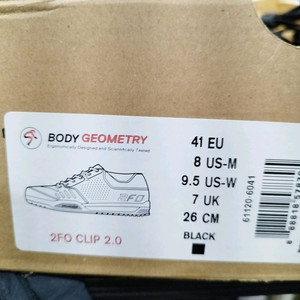 BODY GEOMETRY
Ergonomically Designed and Scientifically Tested
2FO
2FO CLIP 2.0
41 EU
8 US-M
9.5 US-W
7 UK
26 CM
BLACK
61120-6041